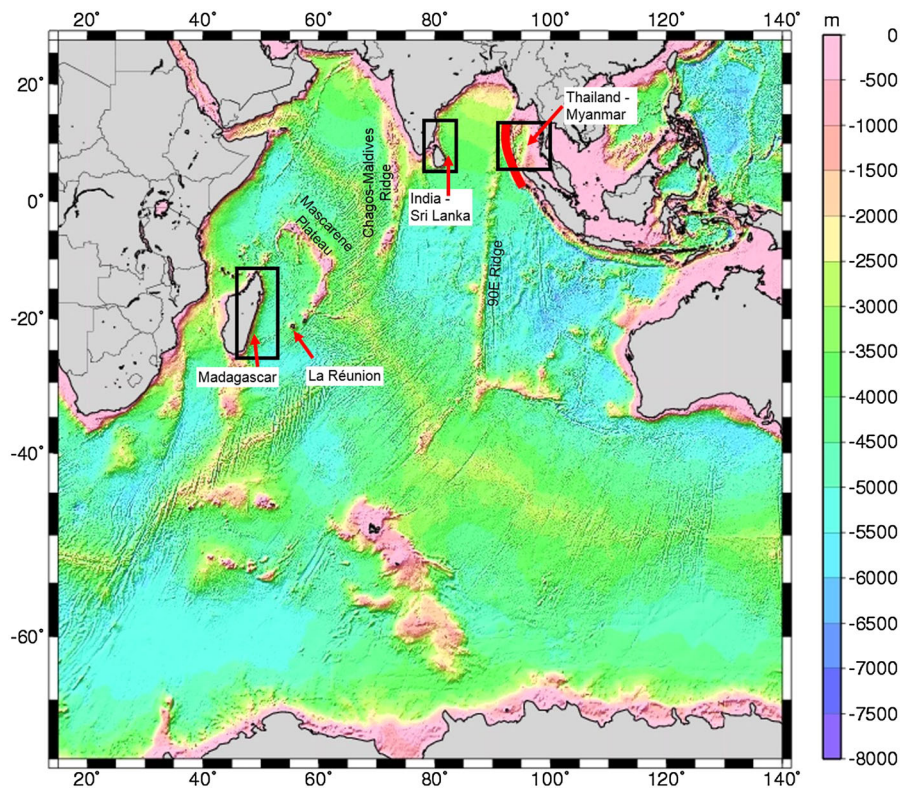 20° 40° 60° 80° 100° 120° 140°
m
0
-500
-1000
-1500
-2000
-2500
-3000
-3500
-4000
-4500
-5000
-5500
-6000
-6500
-7000
-7500
-8000
20°
0°
-20°
-40°
-60°
Thailand -
Myanmar
India -
Sri Lanka
Chagos-Maldives
Ridge
Mascarene
Plateau
90E Ridge
Madagascar
La Réunion
20° 40° 60° 80° 100° 120° 140°